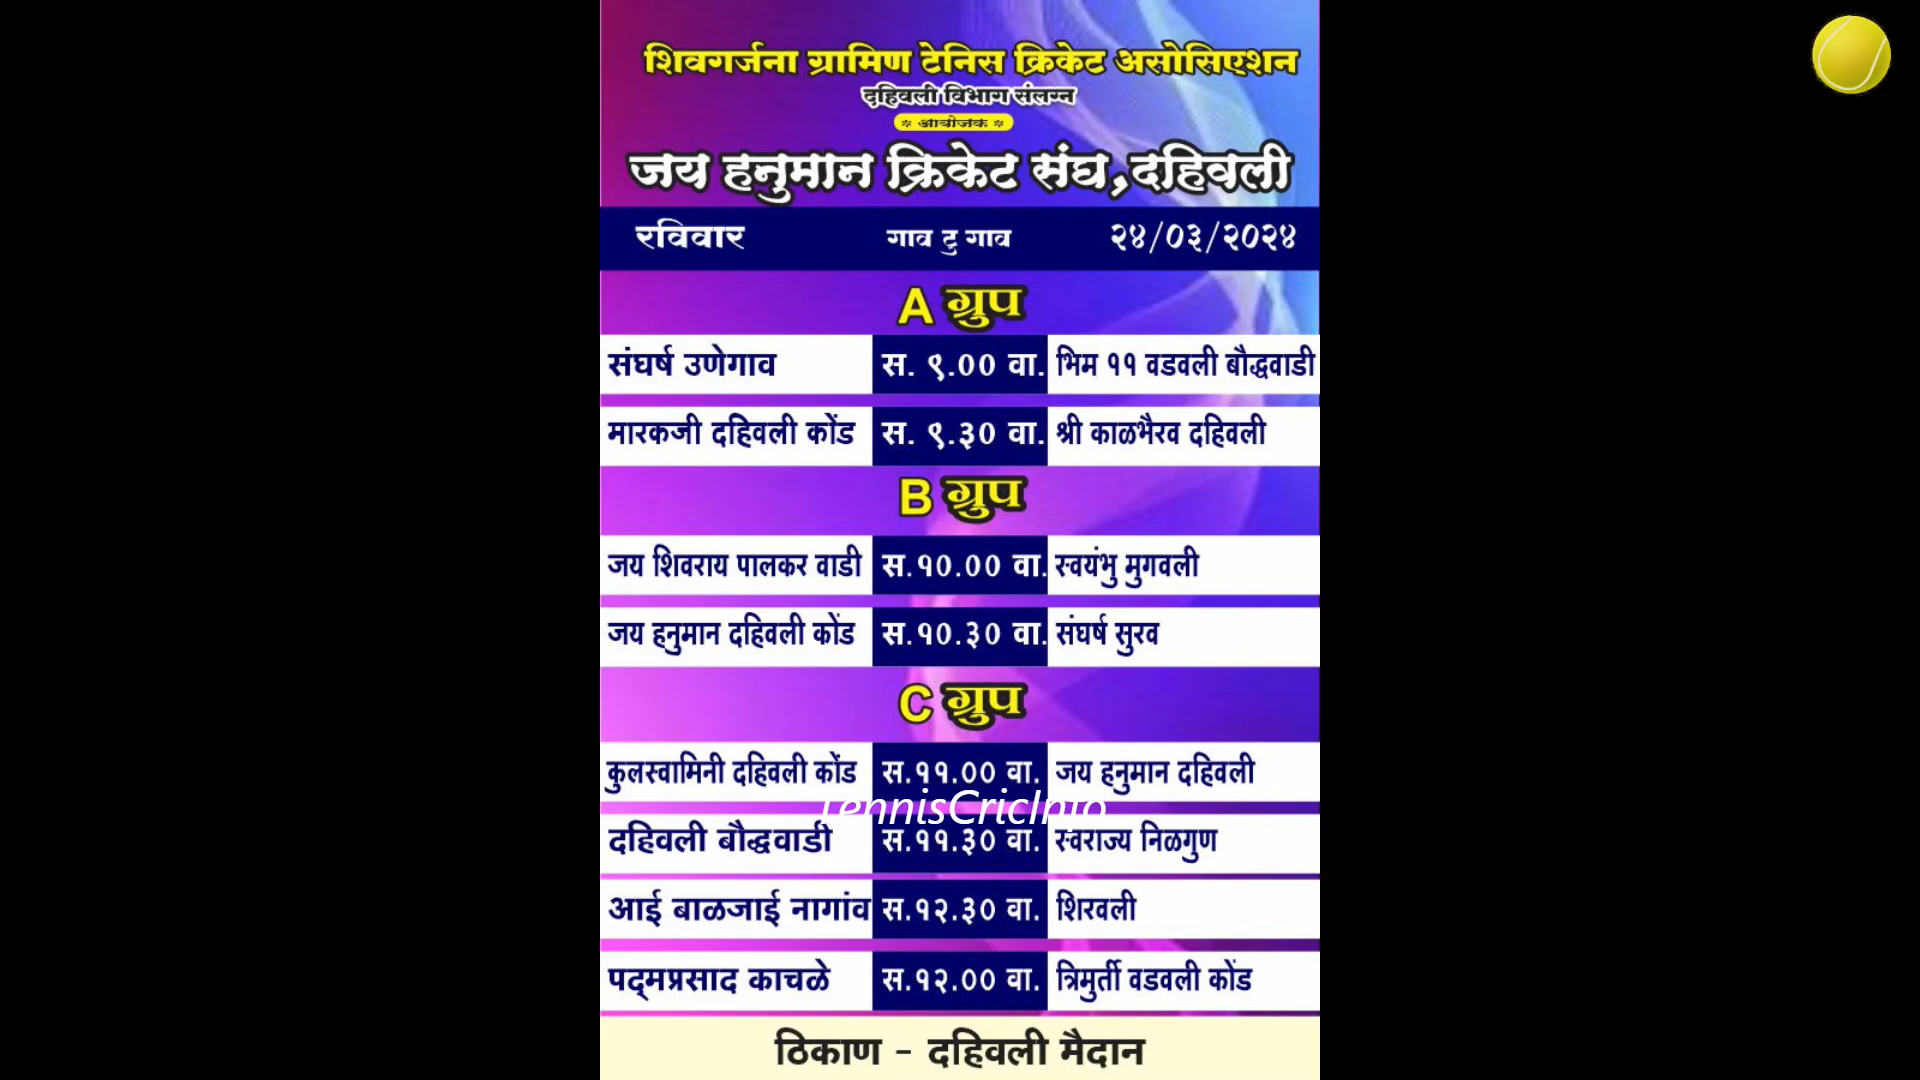 शिवगर्जना ग्रामिण टेनिस क्रिकेट असोसिएशन
दहिवली विभाग संलग्न
* आयोजक *
जय हनुमान क्रिकेट संघ,दहिवली
रविवार गाव टु गाव २४/०३/२०२४
A ग्रुप
संघर्ष उणेगाव स. ९.०० वा. भिम ११ वडवली बौद्धवाडी
मारकजी दहिवली कोंड स. ९.३० वा. श्री काळभैरव दहिवली
B ग्रुप
जय शिवराय पालकर वाडी स.१०.०० वा. स्वयंभु मुगवली
जय हनुमान दहिवली कोंड स.१०.३० वा. संघर्ष सुरव
C ग्रुप
कुलस्वामिनी दहिवली कोंड स.११.०० वा. जय हनुमान दहिवली
TennisCricInfo
दहिवली बौद्धवाडी स.११.३० वा. स्वराज्य निळगुण
आई बाळजाई नागांव स.१२.३० वा. शिरवली
पद्मप्रसाद काचळे स.१२.०० वा. त्रिमुर्ती वडवली कोंड
ठिकाण - दहिवली मैदान